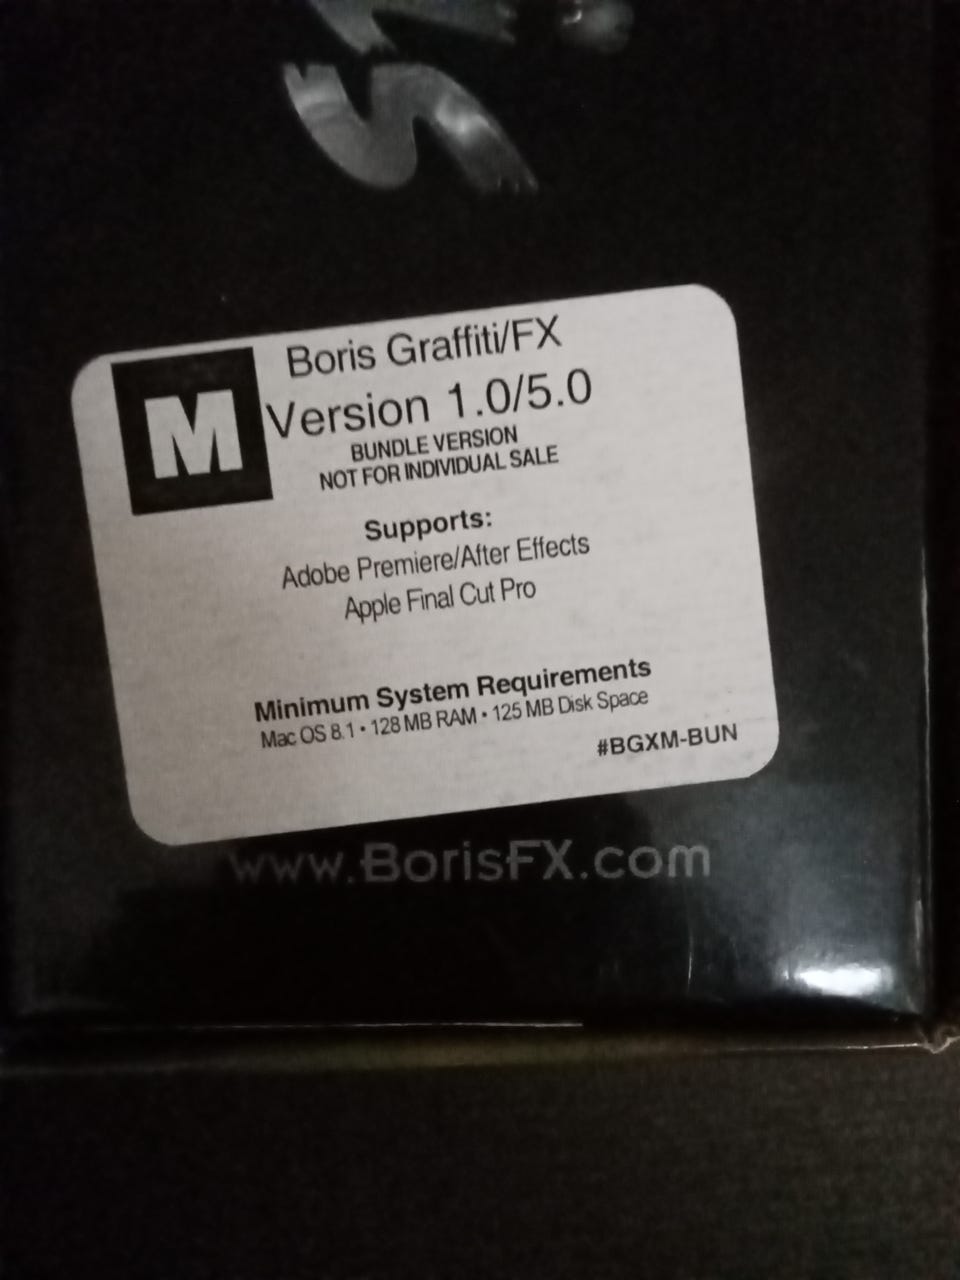 M
Boris Graffiti/FX
Version 1.0/5.0
BUNDLE VERSION
NOT FOR INDIVIDUAL SALE
Supports:
Adobe Premiere/After Effects
Apple Final Cut Pro
Minimum System Requirements
Mac OS 8.1 • 128 MB RAM • 125 MB Disk Space
#BGXM-BUN
www.BorisFX.com